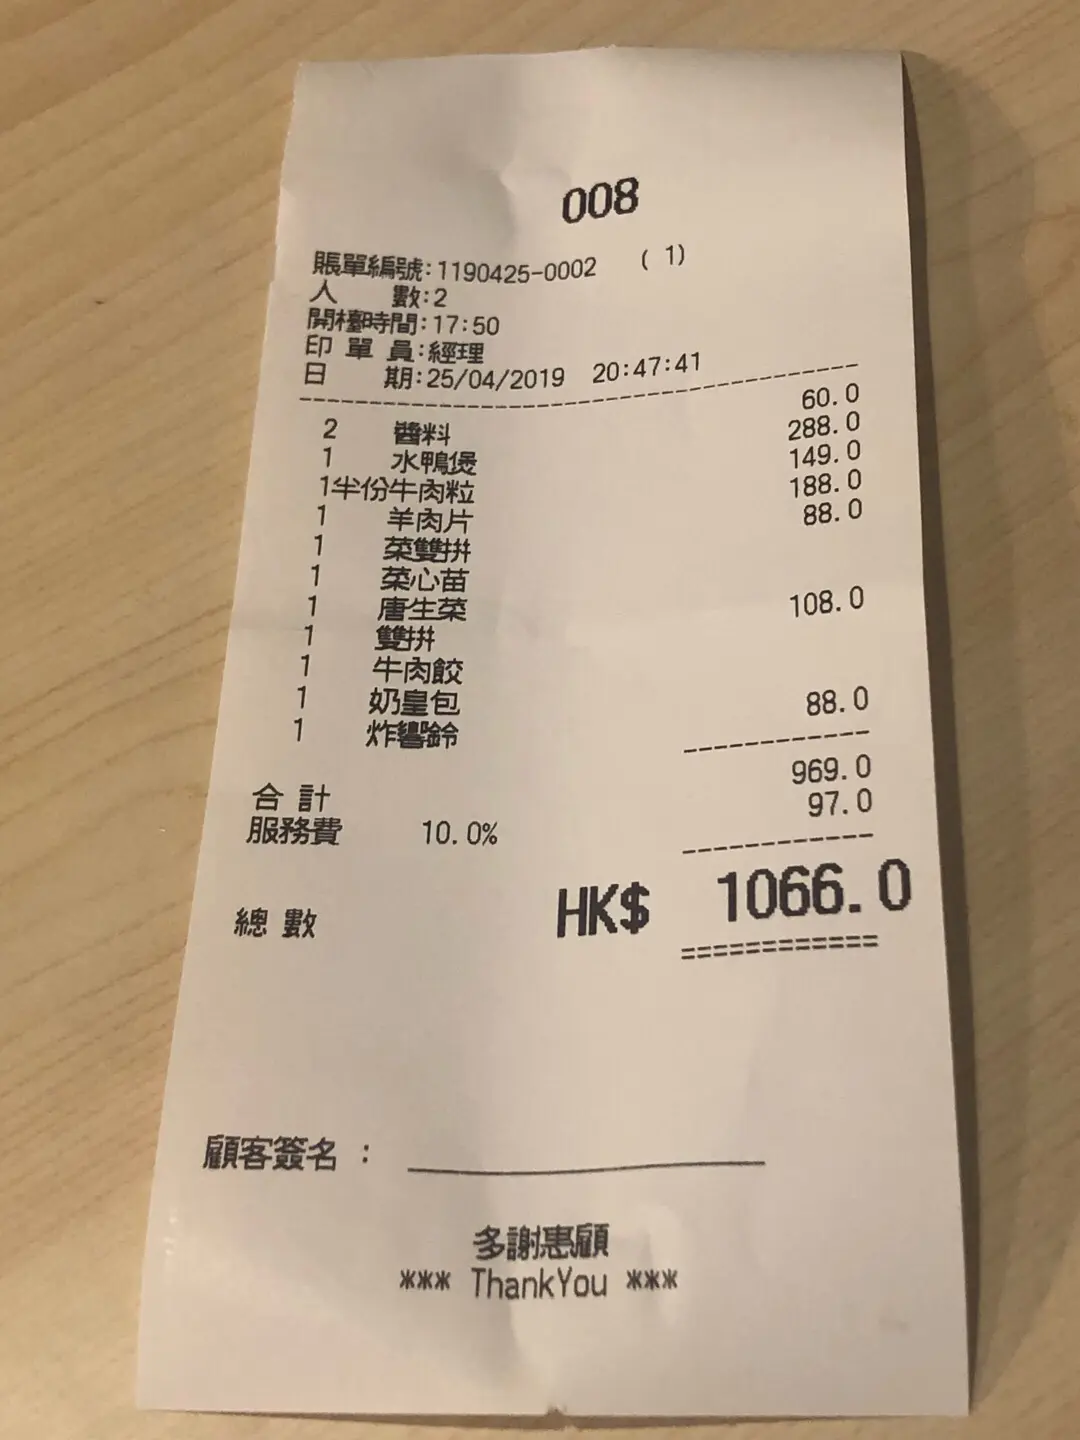 008
賬單編號:1190425-0002 ( 1)
人 數:2
開檯時間:17:50
印 單 員:經理
日 期:25/04/2019 20:47:41
2 醬料 60.0
1 水鴨煲 288.0
1半份牛肉粒 149.0
1 羊肉片 188.0
1 菜雙拼 88.0
1 菜心苗
1 唐生菜
1 雙拼 108.0
1 牛肉餃
1 奶皇包
1 炸響鈴 88.0
合 計 969.0
服務費 10.0% 97.0
總 數 HK$ 1066.0
顧客簽名 :
多謝惠顧
*** ThankYou ***